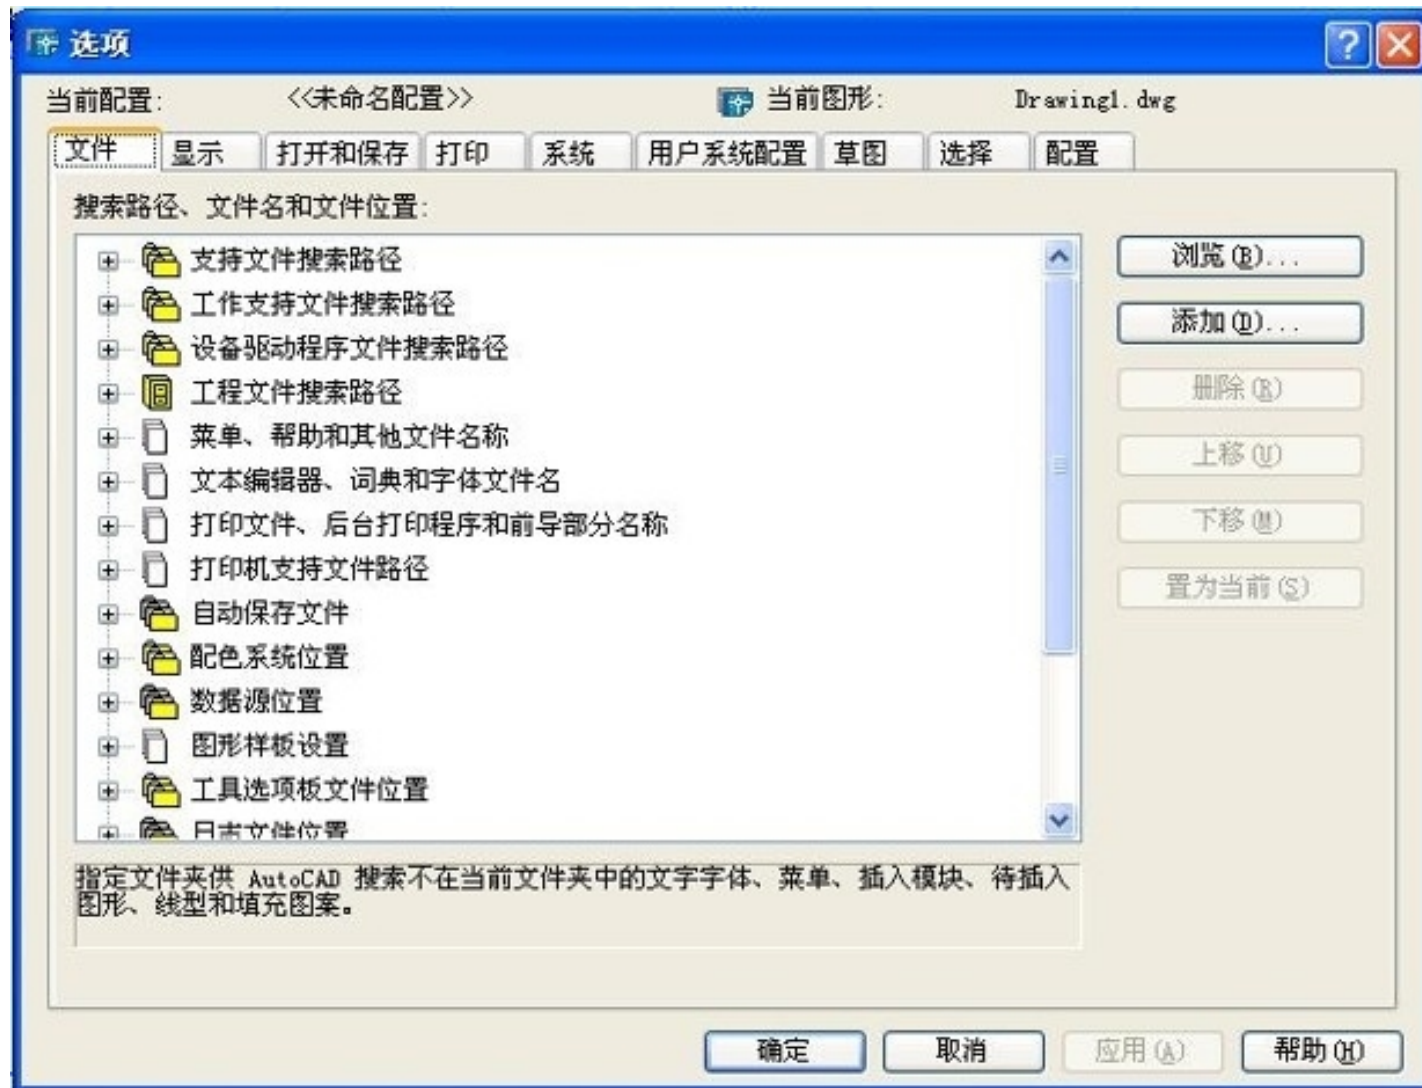 选项
当前配置: <<未命名配置>> 当前图形: Drawing1.dwg
文件 显示 打开和保存 打印 系统 用户系统配置 草图 选择 配置
搜索路径、文件名和文件位置:
支持文件搜索路径
工作支持文件搜索路径
设备驱动程序文件搜索路径
工程文件搜索路径
菜单、帮助和其他文件名称
文本编辑器、词典和字体文件名
打印文件、后台打印程序和前导部分名称
打印机支持文件路径
自动保存文件
配色系统位置
数据源位置
图形样板设置
工具选项板文件位置
日志文件位置
浏览(B)...
添加(D)...
删除(R)
上移(U)
下移(M)
置为当前(S)
指定文件夹供 AutoCAD 搜索不在当前文件夹中的文字字体、菜单、插入模块、待插入
图形、线型和填充图案。
确定 取消 应用(A) 帮助(H)